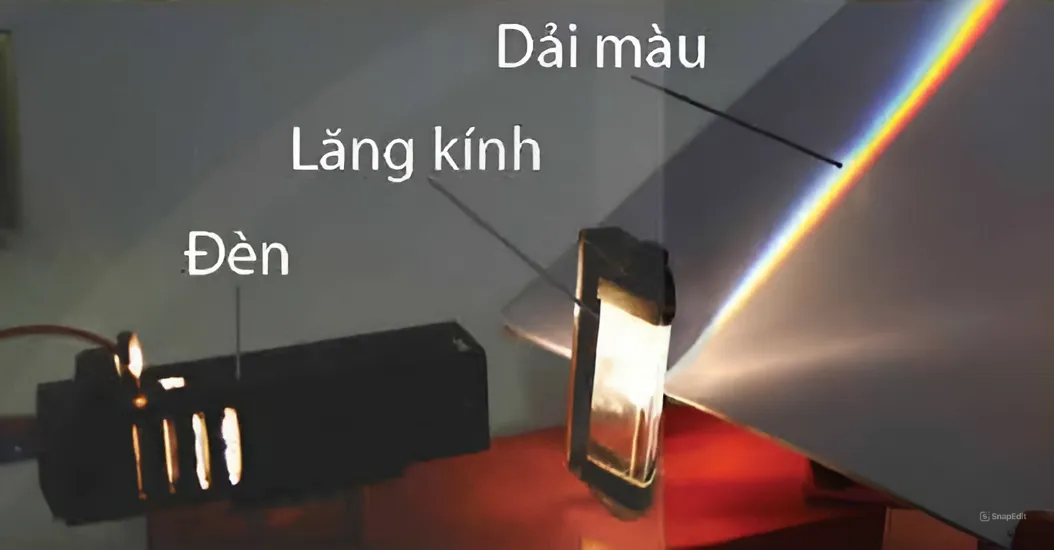 Dải màu
Lăng kính
Đèn
SnapEdit